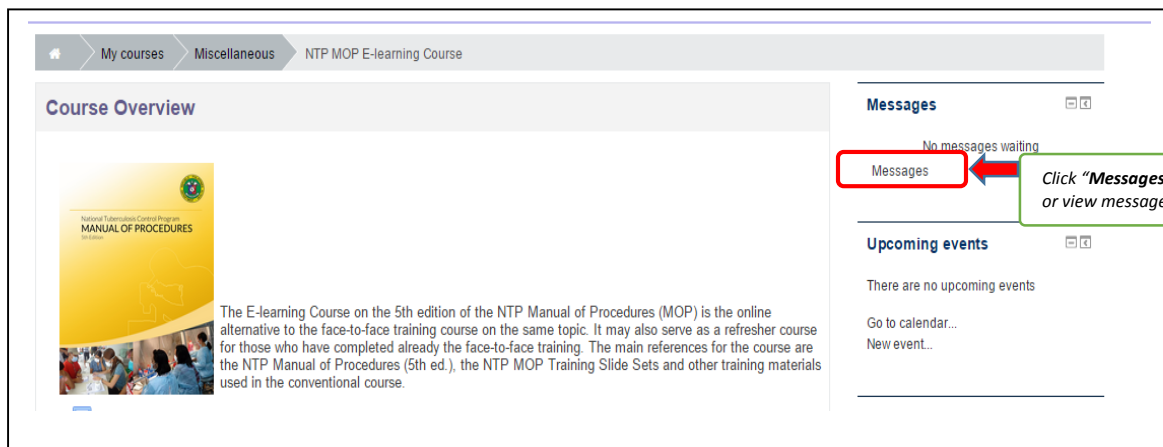 My courses Miscellaneous NTP MOP E-learning Course
Course Overview
National Tuberculosis Control Program
MANUAL OF PROCEDURES
5th Edition
The E-learning Course on the 5th edition of the NTP Manual of Procedures (MOP) is the online
alternative to the face-to-face training course on the same topic. It may also serve as a refresher course
for those who have completed already the face-to-face training. The main references for the course are
the NTP Manual of Procedures (5th ed.), the NTP MOP Training Slide Sets and other training materials
used in the conventional course.
Messages
No messages waiting
Messages
Click “Messages
or view message
Upcoming events
There are no upcoming events
Go to calendar...
New event...